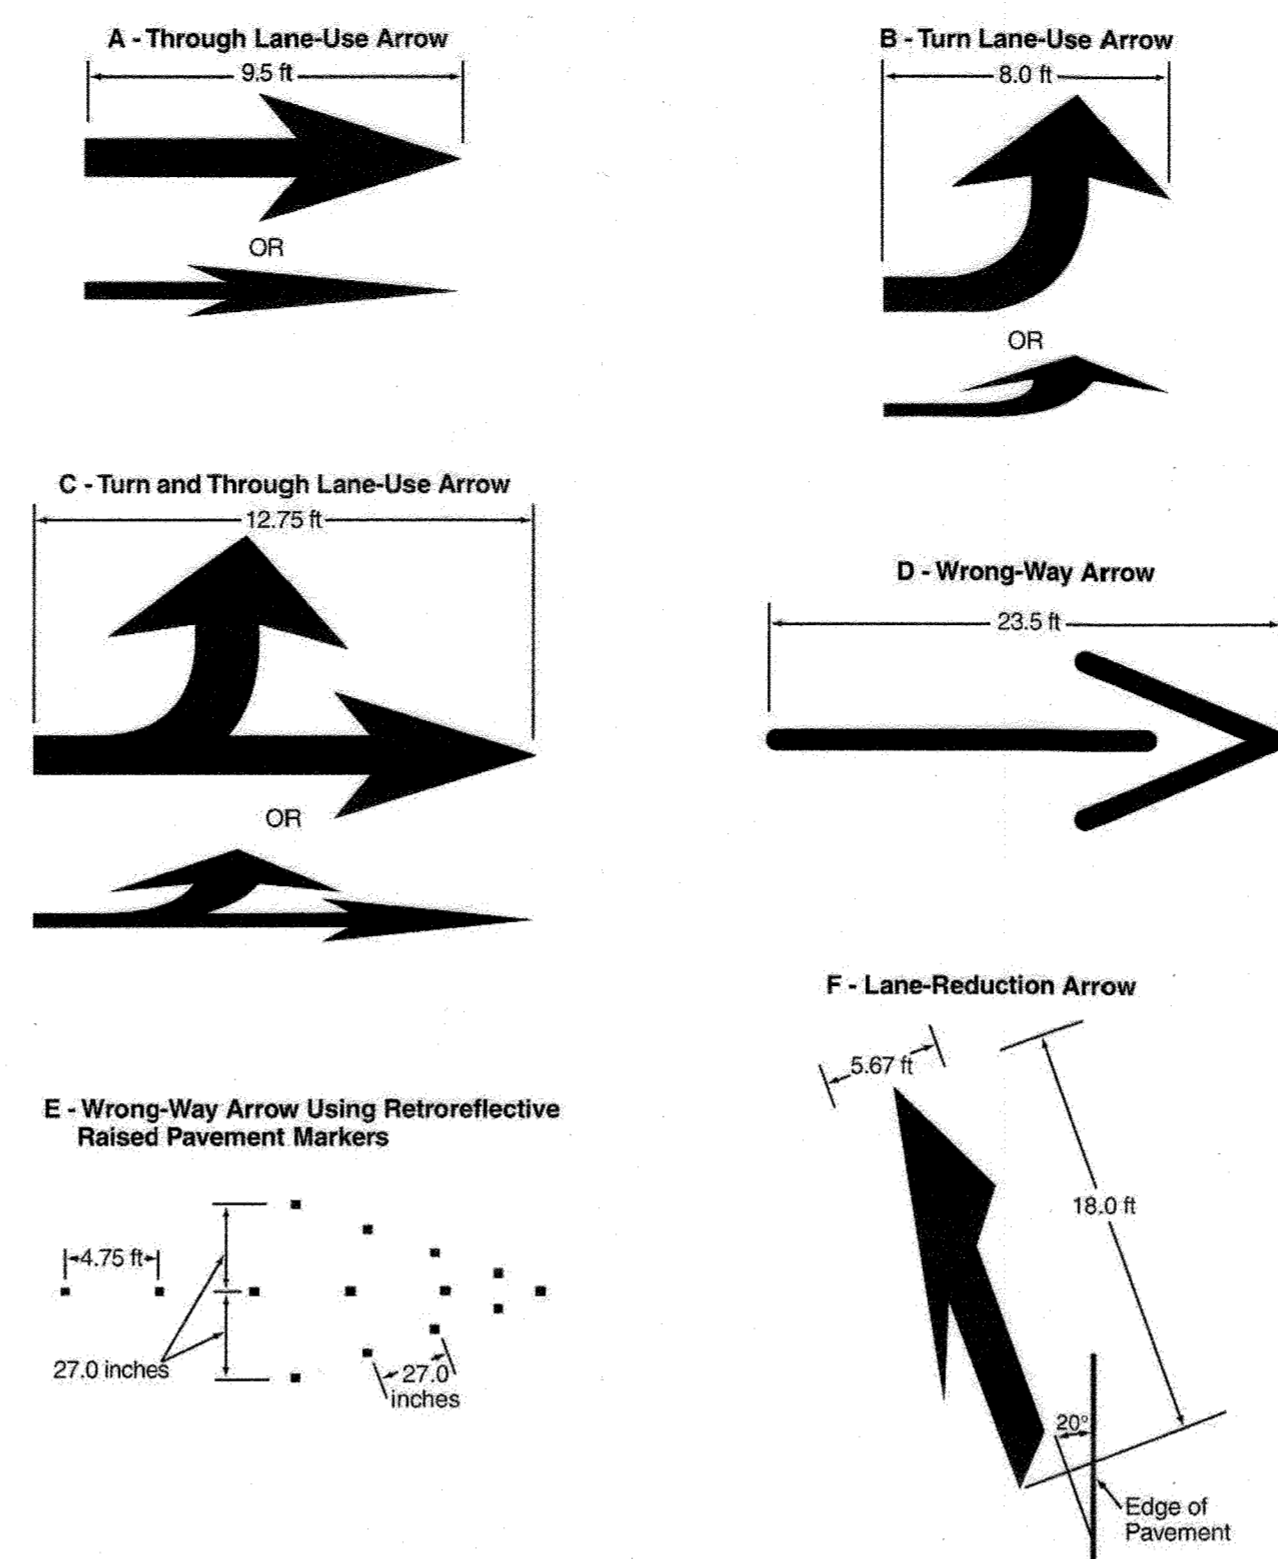 A - Through Lane-Use Arrow
9.5 ft
OR
B - Turn Lane-Use Arrow
8.0 ft
OR
C - Turn and Through Lane-Use Arrow
12.75 ft
OR
D - Wrong-Way Arrow
23.5 ft
E - Wrong-Way Arrow Using Retroreflective
Raised Pavement Markers
4.75 ft
27.0 inches
27.0
inches
F - Lane-Reduction Arrow
5.67 ft
18.0 ft
20°
Edge of
Pavement